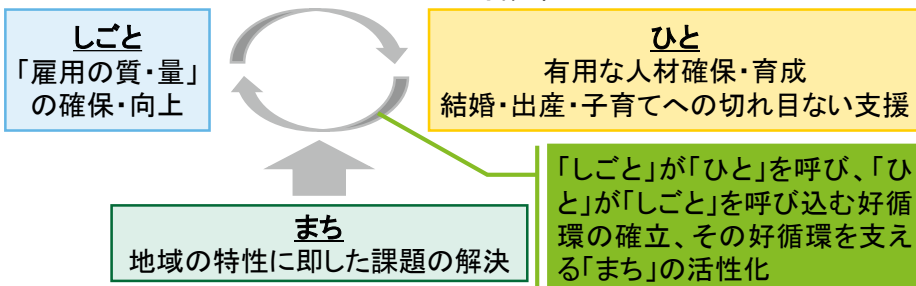 しごと
「雇用の質・量」
の確保・向上
ひと
有用な人材確保・育成
結婚・出産・子育てへの切れ目ない支援
「しごと」が「ひと」を呼び、「ひ
と」が「しごと」を呼び込む好循
環の確立、その好循環を支え
る「まち」の活性化
まち
地域の特性に即した課題の解決